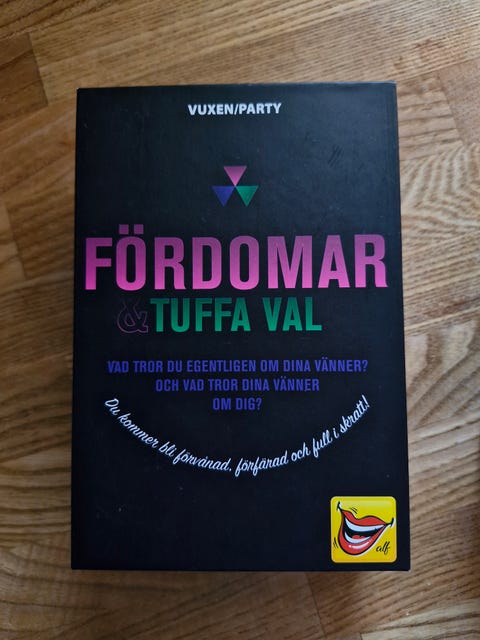 VUXEN/PARTY
FÖRDOMAR
& TUFFA VAL
VAD TROR DU EGENTLIGEN OM DINA VÄNNER?
OCH VAD TROR DINA VÄNNER
OM DIG?
Du kommer bli förvånad, förfärad och full i skratt!
alf